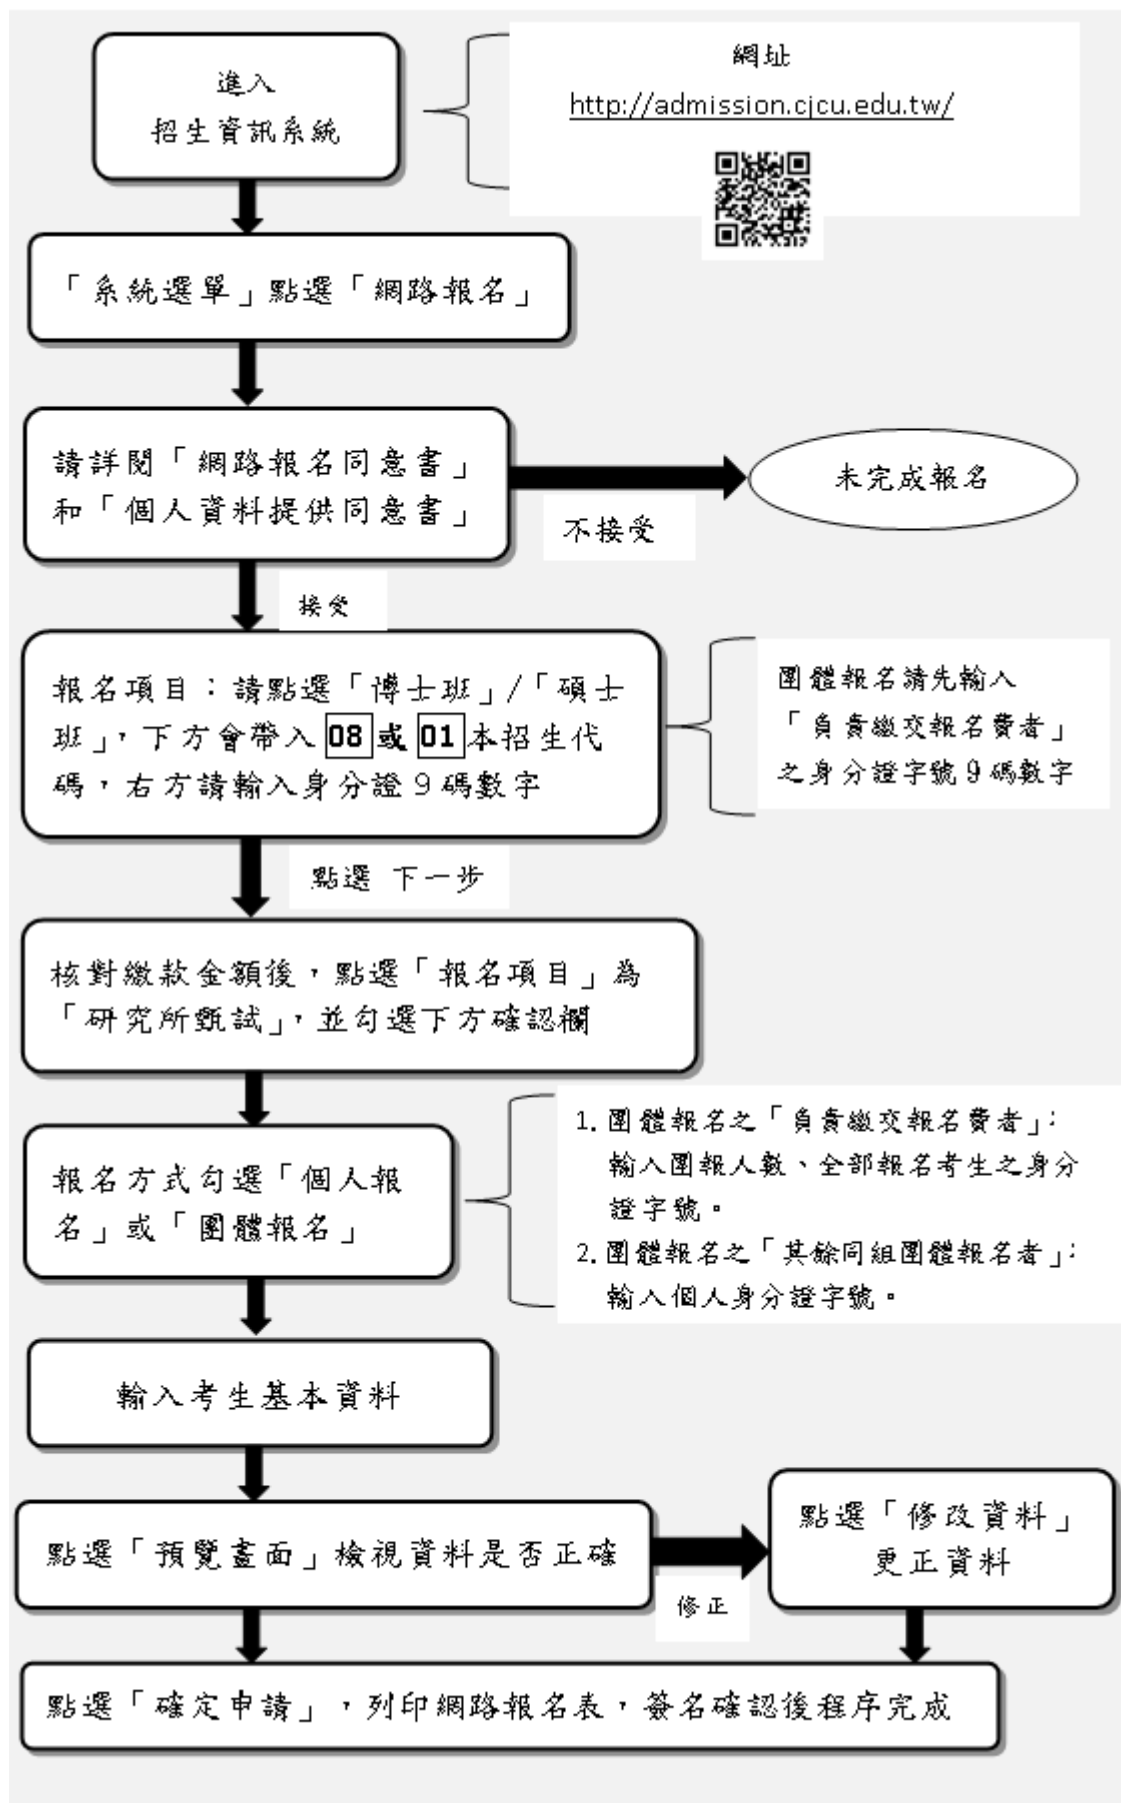 進入
招生資訊系統
網址
http://admission.cjcu.edu.tw/
「系統選單」點選「網路報名」
請詳閱「網路報名同意書」
和「個人資料提供同意書」
不接受
未完成報名
接受
報名項目：請點選「博士班」/「碩士
班」，下方會帶入 08 或 01 本招生代
碼，右方請輸入身分證9碼數字
團體報名請先輸入
「負責繳交報名費者」
之身分證字號9碼數字
點選 下一步
核對繳款金額後，點選「報名項目」為
「研究所甄試」，並勾選下方確認欄
報名方式勾選「個人報
名」或「團體報名」
1. 團體報名之「負責繳交報名費者」：
輸入團報人數、全部報名考生之身分
證字號。
2. 團體報名之「其餘同組團體報名者」：
輸入個人身分證字號。
輸入考生基本資料
點選「預覽畫面」檢視資料是否正確
修正
點選「修改資料」
更正資料
點選「確定申請」，列印網路報名表，簽名確認後程序完成